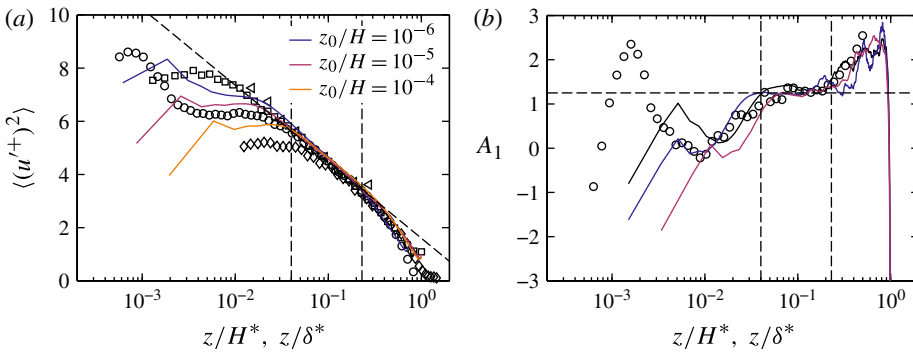 (a)
10
8
6
4
2
0
⟨(u′⁺)²⟩
z₀/H = 10⁻⁶
z₀/H = 10⁻⁵
z₀/H = 10⁻⁴
10⁻³ 10⁻² 10⁻¹ 10⁰
z/H*, z/δ*
(b)
3
2
1
0
−1
−2
−3
A₁
10⁻³ 10⁻² 10⁻¹ 10⁰
z/H*, z/δ*